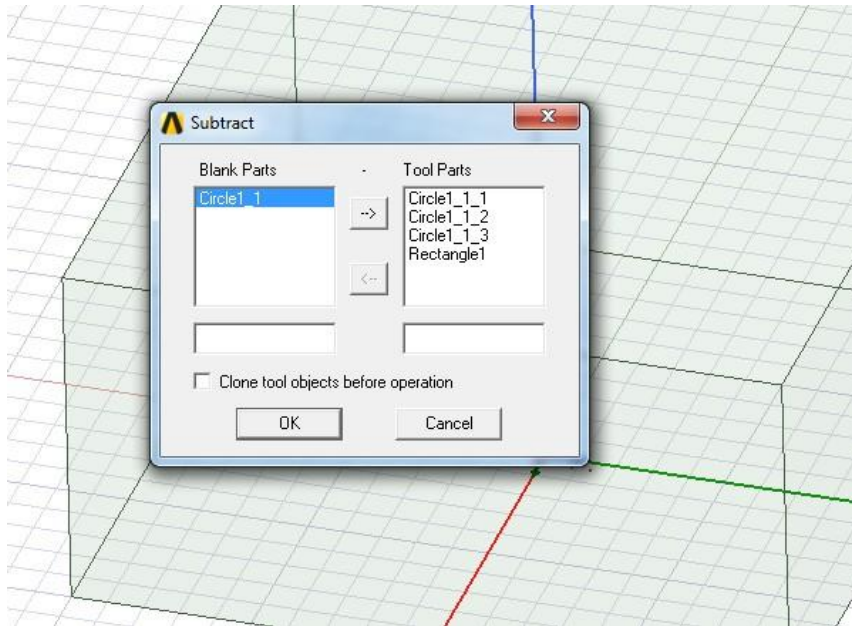 Subtract
Blank Parts - Tool Parts
Circle1_1
Circle1_1_1
Circle1_1_2
Circle1_1_3
Rectangle1
-->
<--
Clone tool objects before operation
OK Cancel